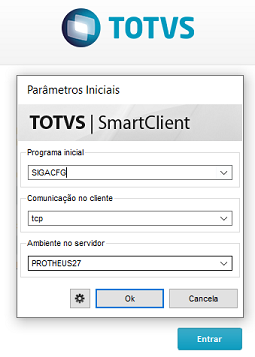 TOTVS
Parâmetros Iniciais
TOTVS | SmartClient
Programa inicial
SIGACFG
Comunicação no cliente
tcp
Ambiente no servidor
PROTHEUS27
Ok
Cancela
Entrar